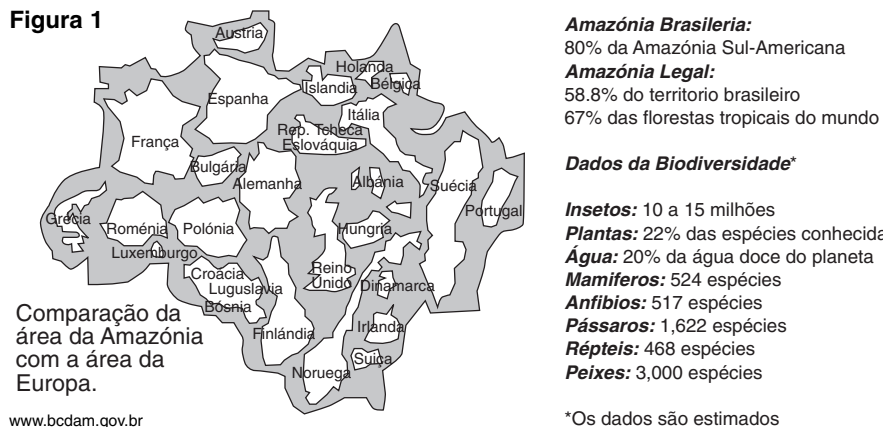 Figura 1
Austria
Holanda
Bélgica
Islandia
Espanha
Itália
Rep. Tcheca
Eslováquia
França
Bulgária
Alemanha
Albánia
Suécia
Portugal
Grécia
Roménia
Polónia
Hungria
Luxemburgo
Croácia
Luguslavia
Bósnia
Reino
Unido
Dinamarca
Finlándia
Irlanda
Noruega
Suiça
Comparação da
área da Amazónia
com a área da
Europa.
www.bcdam.gov.br
Amazónia Brasileria:
80% da Amazónia Sul-Americana
Amazónia Legal:
58.8% do territorio brasileiro
67% das florestas tropicais do mundo
Dados da Biodiversidade*
Insetos: 10 a 15 milhões
Plantas: 22% das espécies conhecida
Água: 20% da água doce do planeta
Mamiferos: 524 espécies
Anfibios: 517 espécies
Pássaros: 1,622 espécies
Répteis: 468 espécies
Peixes: 3,000 espécies
*Os dados são estimados